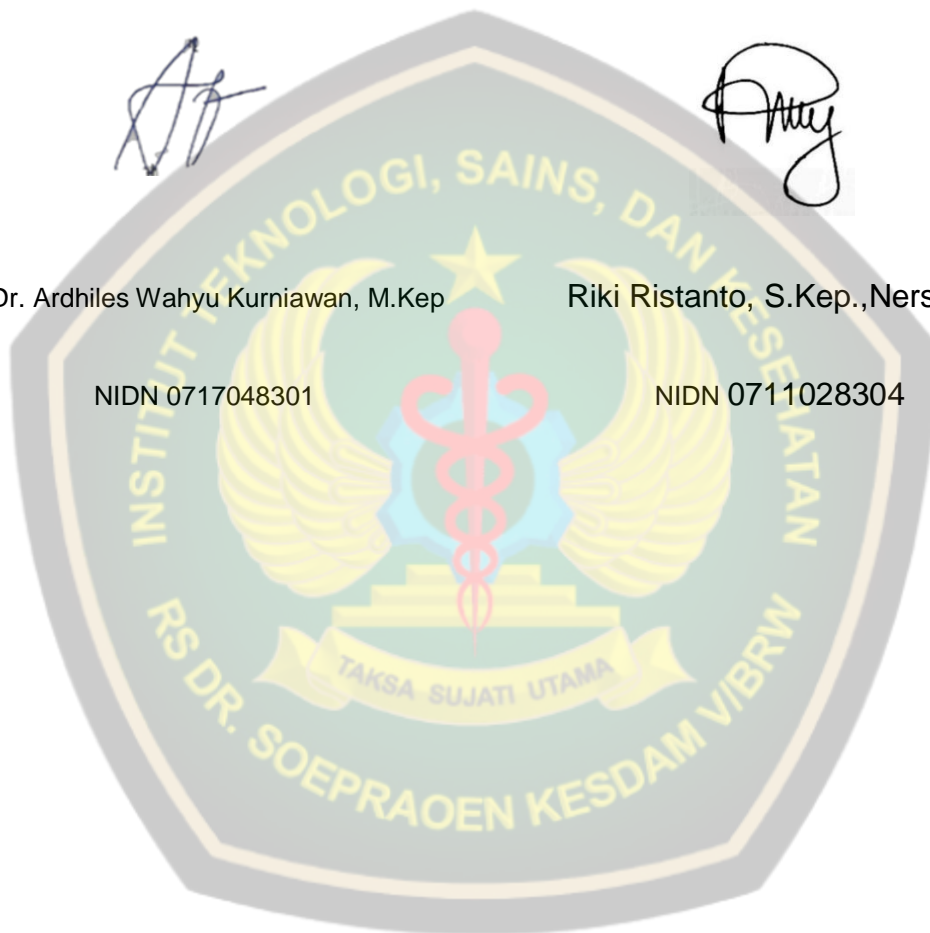 Dr. Ardhiles Wahyu Kurniawan, M.Kep
Riki Ristanto, S.Kep.,Ners
NIDN 0717048301
NIDN 0711028304
INSTITUT TEKNOLOGI, SAINS, DAN KESEHATAN
TAKSA SUJATI UTAMA
RS DR. SOEPRAOEN KESDAM V/BRW